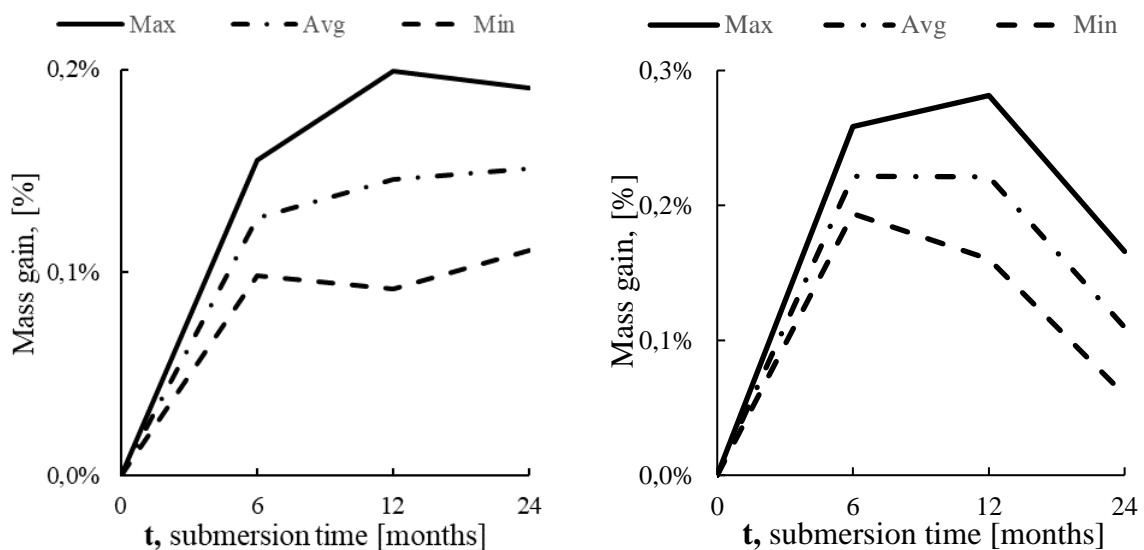 Max Avg Min
0,2%
0,1%
0,0%
Mass gain, [%]
0 6 12 24
t, submersion time [months]
Max Avg Min
0,3%
0,2%
0,1%
0,0%
Mass gain, [%]
0 6 12 24
t, submersion time [months]